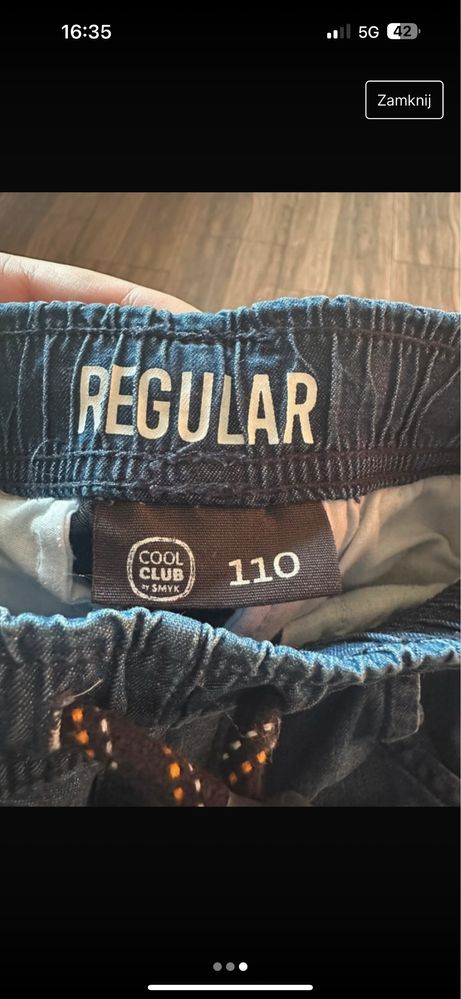 16:35
5G 42
Zamknij
REGULAR
COOL
CLUB
BY SMYK
110